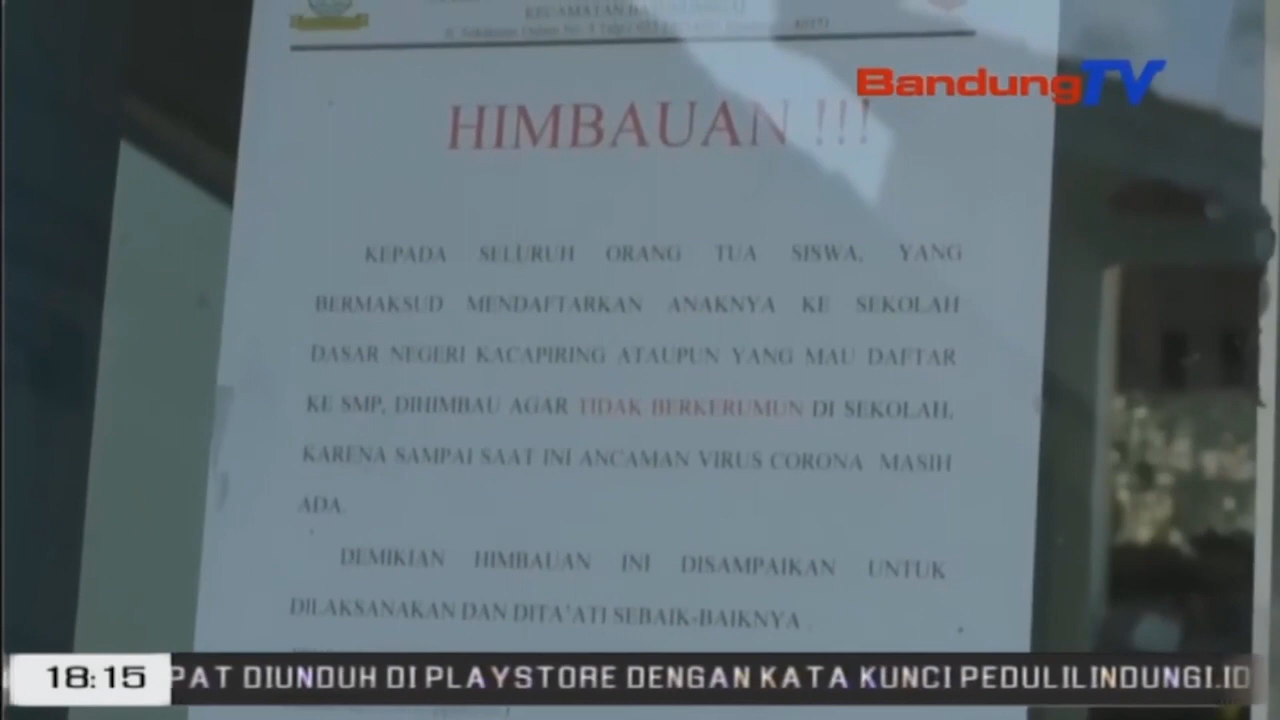 KECAMATAN
BandungTV
HIMBAUAN !!!
KEPADA SELURUH ORANG TUA SISWA, YANG
BERMAKSUD MENDAFTARKAN ANAKNYA KE SEKOLAH
DASAR NEGERI KACAPIRING ATAUPUN YANG MAU DAFTAR
KE SMP, DIHIMBAU AGAR TIDAK BERKERUMUN DI SEKOLAH,
KARENA SAMPAI SAAT INI ANCAMAN VIRUS CORONA MASIH
ADA.
DEMIKIAN HIMBAUAN INI DISAMPAIKAN UNTUK
DILAKSANAKAN DAN DITA'ATI SEBAIK-BAIKNYA.
18:15 PAT DIUNDUH DI PLAYSTORE DENGAN KATA KUNCI PEDULILINDUNGI.ID